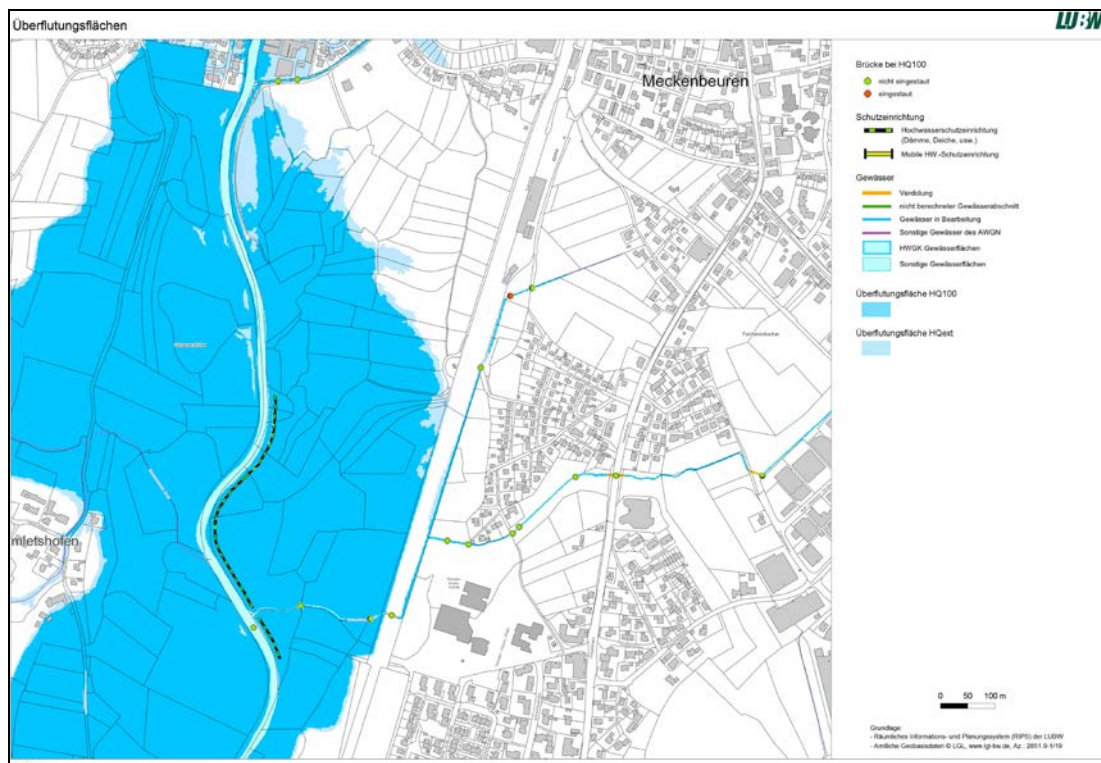 Überflutungsflächen
LUBW
Meckenbeuren
Brücke bei HQ100
nicht eingestaut
eingestaut
Schutzeinrichtung
Hochwasserschutzeinrichtung
(Dämme, Deiche, usw.)
Mobile HW.-Schutzeinrichtung
Gewässer
Verdolung
nicht berechneter Gewässerabschnitt
Gewässer in Bearbeitung
Sonstige Gewässer des AWGN
HWGK Gewässerflächen
Sonstige Gewässerflächen
Überflutungsfläche HQ100
Überflutungsfläche HQext
mletshofen
0 50 100 m
Grundlage:
- Räumliches Informations- und Planungssystem (RIPS) der LUBW
- Amtliche Geobasisdaten © LGL, www.lgl-bw.de, Az.: 2851.9-1/19